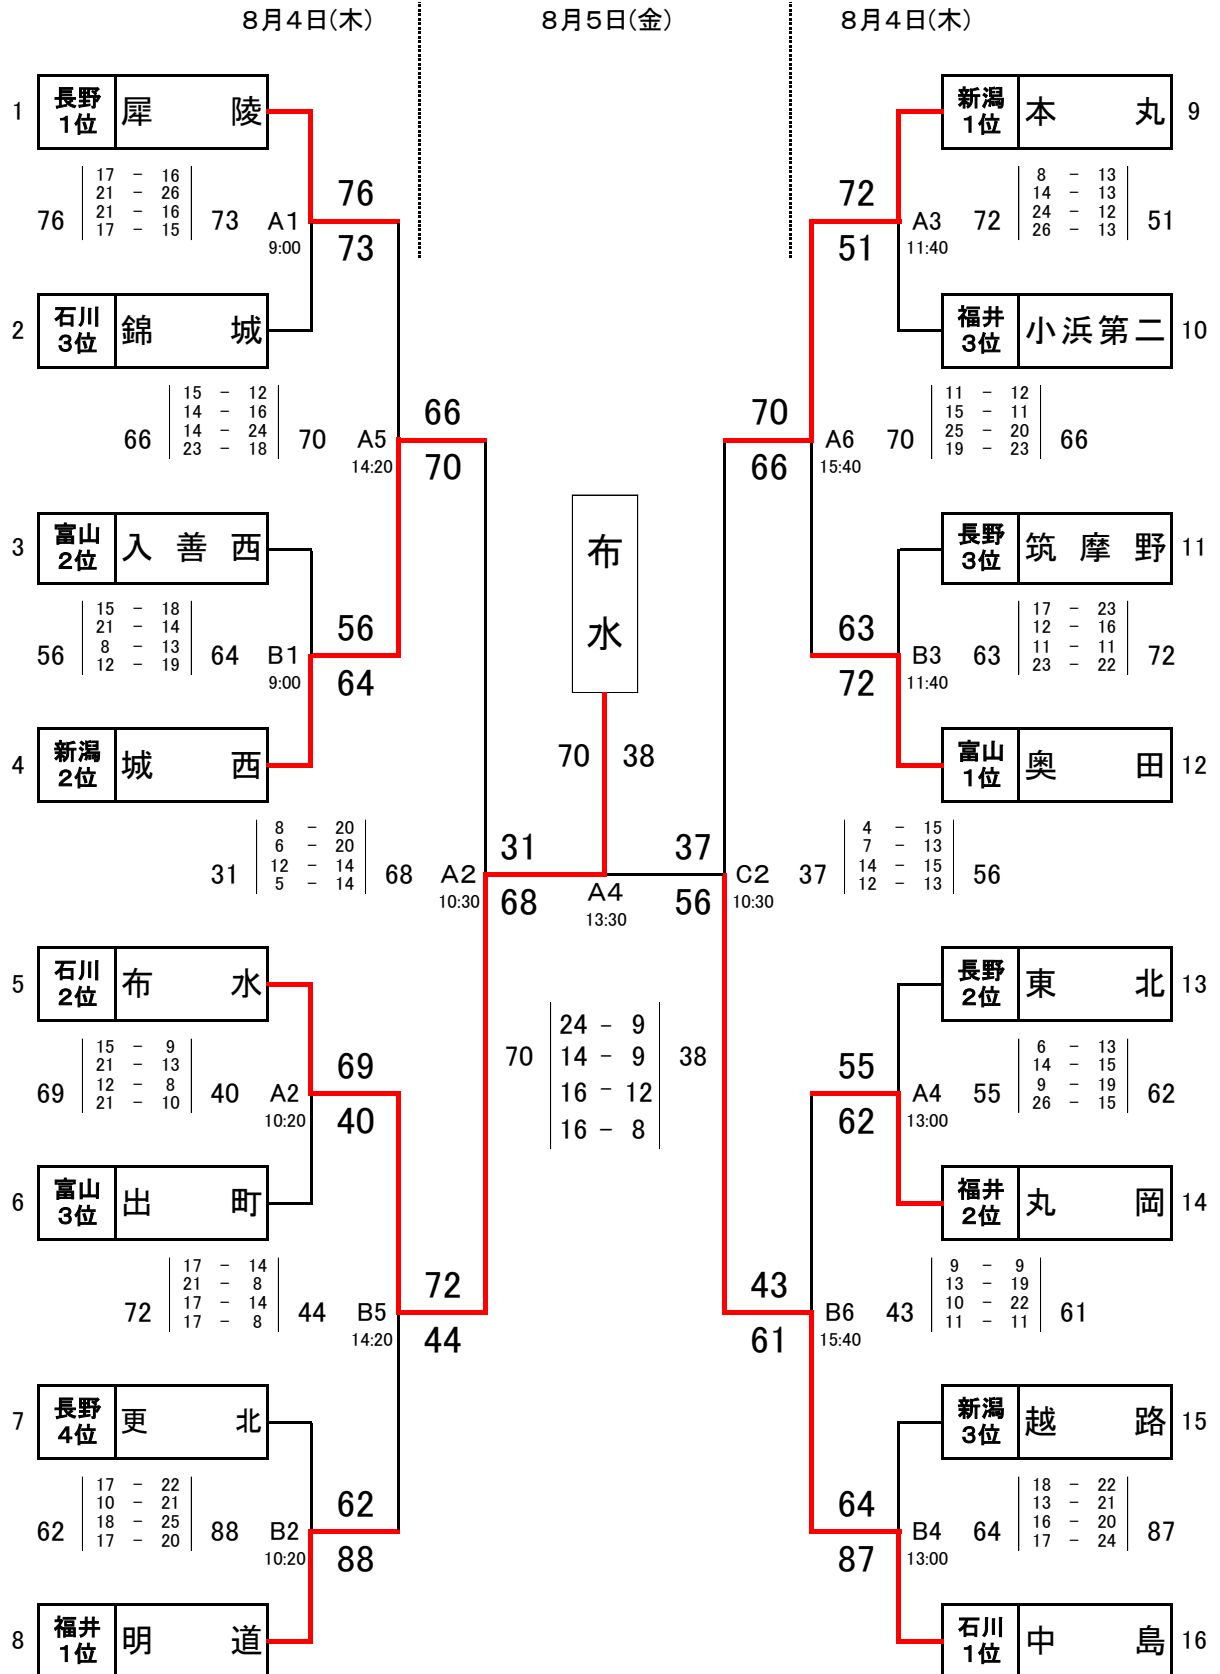 8月4日(木) 8月5日(金) 8月4日(木)
1 長野1位 犀陵
17 - 16
21 - 26
21 - 16
17 - 15
76 73 A1 9:00
76
73
2 石川3位 錦城
15 - 12
14 - 16
14 - 24
23 - 18
66 70 A5 14:20
66
70
3 富山2位 入善西
15 - 18
21 - 14
8 - 13
12 - 19
56 64 B1 9:00
56
64
4 新潟2位 城西
8 - 20
6 - 20
12 - 14
5 - 14
31 68 A2 10:30
31
68
5 石川2位 布水
15 - 9
21 - 13
12 - 8
21 - 10
69 40 A2 10:20
69
40
6 富山3位 出町
17 - 14
21 - 8
17 - 14
17 - 8
72 44 B5 14:20
72
44
7 長野4位 更北
17 - 22
10 - 21
18 - 25
17 - 20
62 88 B2 10:20
62
88
8 福井1位 明道
布水
70 38
A4
13:30
24 - 9
14 - 9
16 - 12
16 - 8
70 38
新潟1位 本丸 9
8 - 13
14 - 13
24 - 12
26 - 13
72
51
A3 11:40 72 51
福井3位 小浜第二 10
11 - 12
15 - 11
25 - 20
19 - 23
70
66
A6 15:40 70 66
長野3位 筑摩野 11
17 - 23
12 - 16
11 - 11
23 - 22
63
72
B3 11:40 63 72
富山1位 奥田 12
4 - 15
7 - 13
14 - 15
12 - 13
37
56
C2 10:30 37 56
長野2位 東北 13
6 - 13
14 - 15
9 - 19
26 - 15
55
62
A4 13:00 55 62
福井2位 丸岡 14
9 - 9
13 - 19
10 - 22
11 - 11
43
61
B6 15:40 43 61
新潟3位 越路 15
18 - 22
13 - 21
16 - 20
17 - 24
64
87
B4 13:00 64 87
石川1位 中島 16